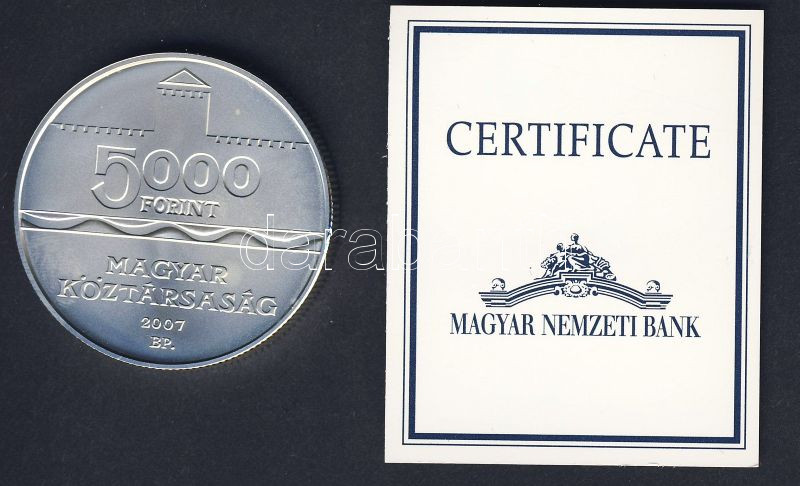 5000
FORINT
MAGYAR
KÖZTÁRSASÁG
2007
BP.
CERTIFICATE
MAGYAR NEMZETI BANK